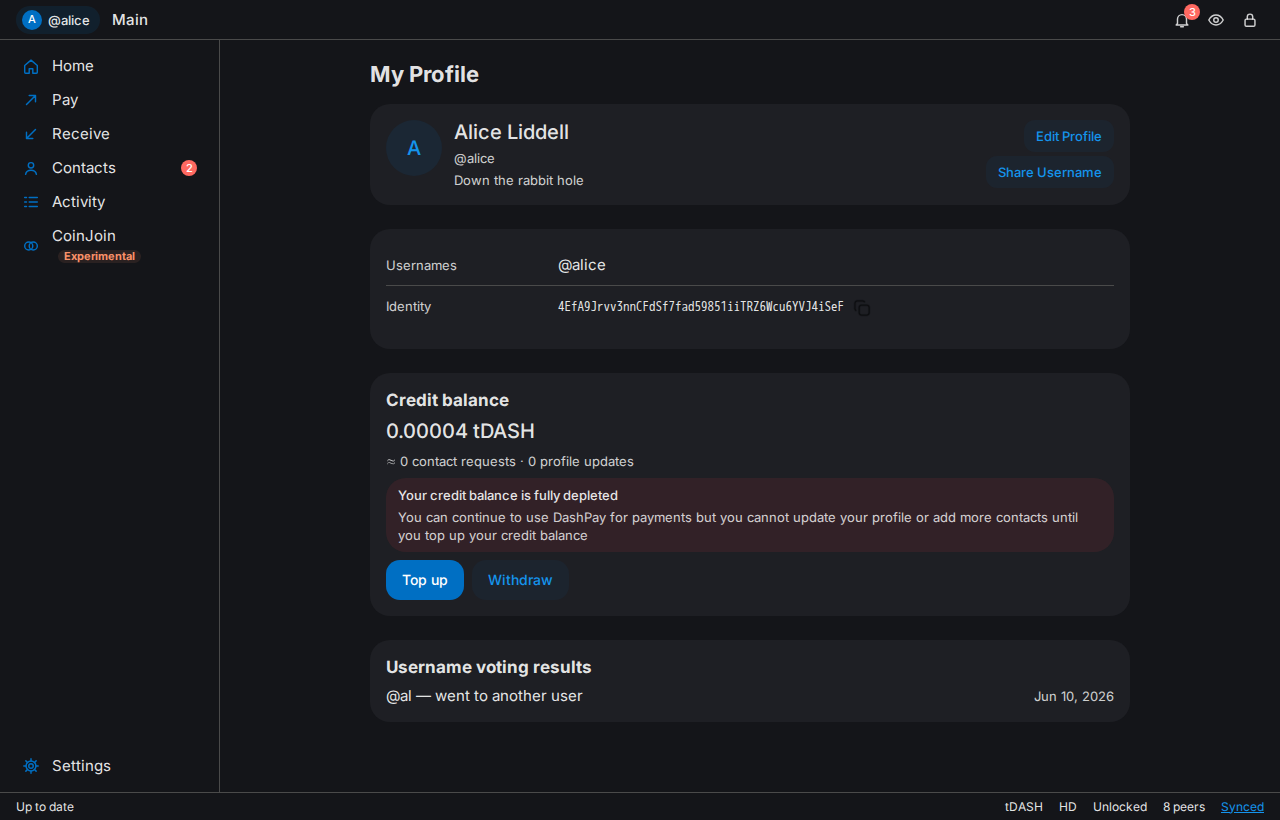 A @alice Main 3
Home
Pay
Receive
Contacts 2
Activity
CoinJoin
Experimental
Settings
My Profile
A
Alice Liddell
@alice
Down the rabbit hole
Edit Profile
Share Username
Usernames @alice
Identity 4EfA9Jrvv3nnCFdSf7fad59851iiTRZ6Wcu6YVJ4iSeF
Credit balance
0.00004 tDASH
≈ 0 contact requests · 0 profile updates
Your credit balance is fully depleted
You can continue to use DashPay for payments but you cannot update your profile or add more contacts until
you top up your credit balance
Top up Withdraw
Username voting results
@al — went to another user Jun 10, 2026
Up to date tDASH HD Unlocked 8 peers Synced